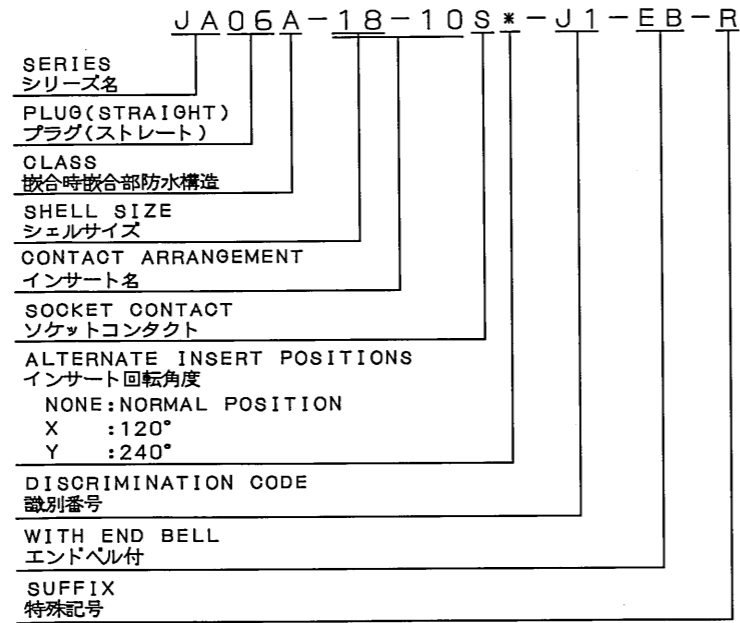 JA06A-18-10S*-J1-EB-R
SERIES
シリーズ名
PLUG(STRAIGHT)
プラグ(ストレート)
CLASS
嵌合時嵌合部防水構造
SHELL SIZE
シェルサイズ
CONTACT ARRANGEMENT
インサート名
SOCKET CONTACT
ソケットコンタクト
ALTERNATE INSERT POSITIONS
インサート回転角度
NONE:NORMAL POSITION
X :120°
Y :240°
DISCRIMINATION CODE
識別番号
WITH END BELL
エンドベル付
SUFFIX
特殊記号